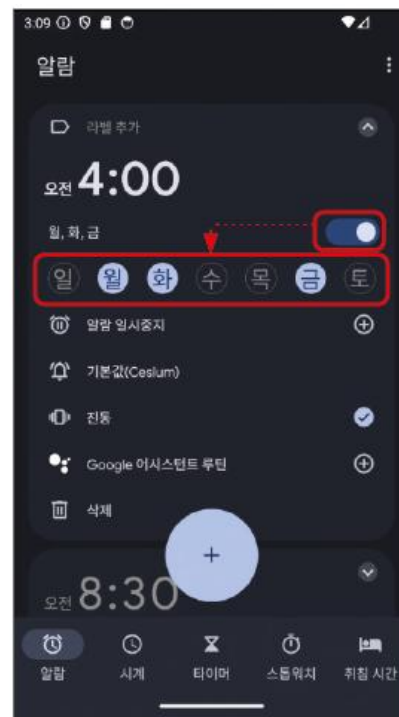 3:09
알람
라벨 추가
오전 4:00
월, 화, 금
일 월 화 수 목 금 토
알람 일시중지
기본값(Cesium)
진동
Google 어시스턴트 루틴
삭제
오전 8:30
알람 시계 타이머 스톱워치 취침 시간